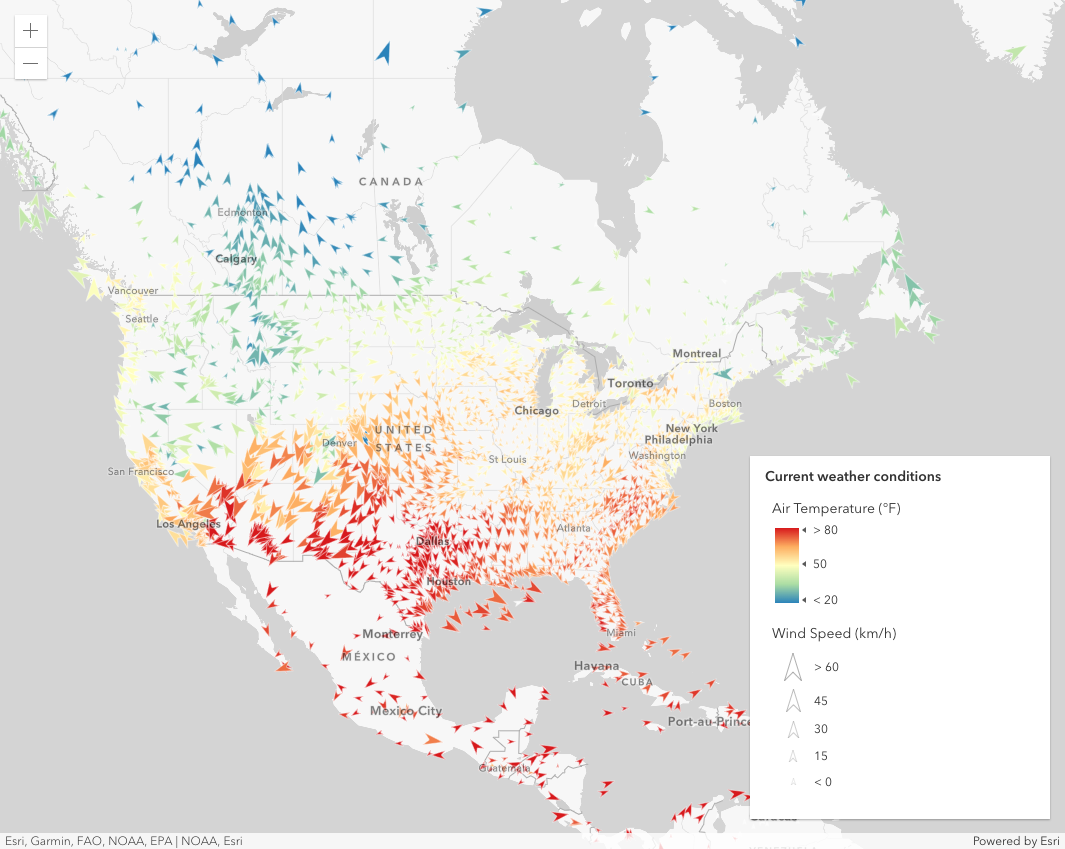 +
−
CANADA
Edmonton
Calgary
Vancouver
Seattle
Montreal
Toronto
Boston
Detroit
Chicago
New York
Philadelphia
UNITED
STATES
Denver
Washington
St Louis
San Francisco
Los Angeles
Atlanta
Dallas
Houston
Monterrey
Miami
MÉXICO
Havana
CUBA
Mexico City
Port-au-Prince
Guatemala
Current weather conditions
Air Temperature (°F)
> 80
50
< 20
Wind Speed (km/h)
> 60
45
30
15
< 0
Esri, Garmin, FAO, NOAA, EPA | NOAA, Esri
Powered by Esri